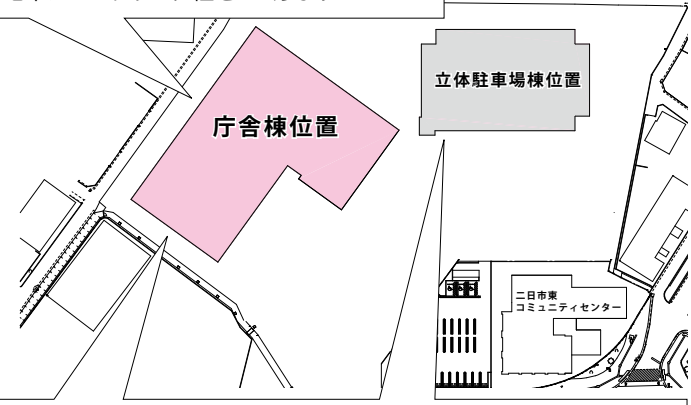 庁舎棟位置
立体駐車場棟位置
二日市東
コミュニティセンター